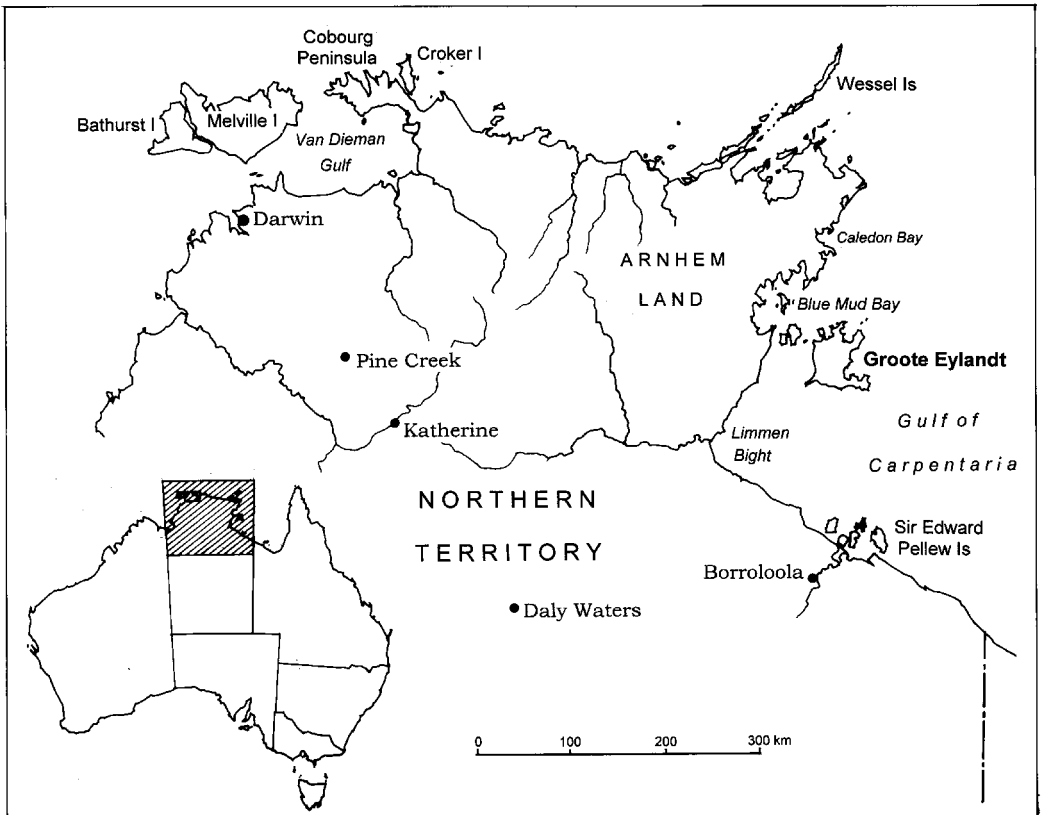 Cobourg
Peninsula
Croker I
Wessel Is
Bathurst I
Melville I
Van Dieman
Gulf
Darwin
Caledon Bay
ARNHEM
LAND
Blue Mud Bay
Pine Creek
Groote Eylandt
Katherine
Limmen
Bight
Gulf of
Carpentaria
NORTHERN
TERRITORY
Sir Edward
Pellew Is
Borroloola
Daly Waters
0 100 200 300 km